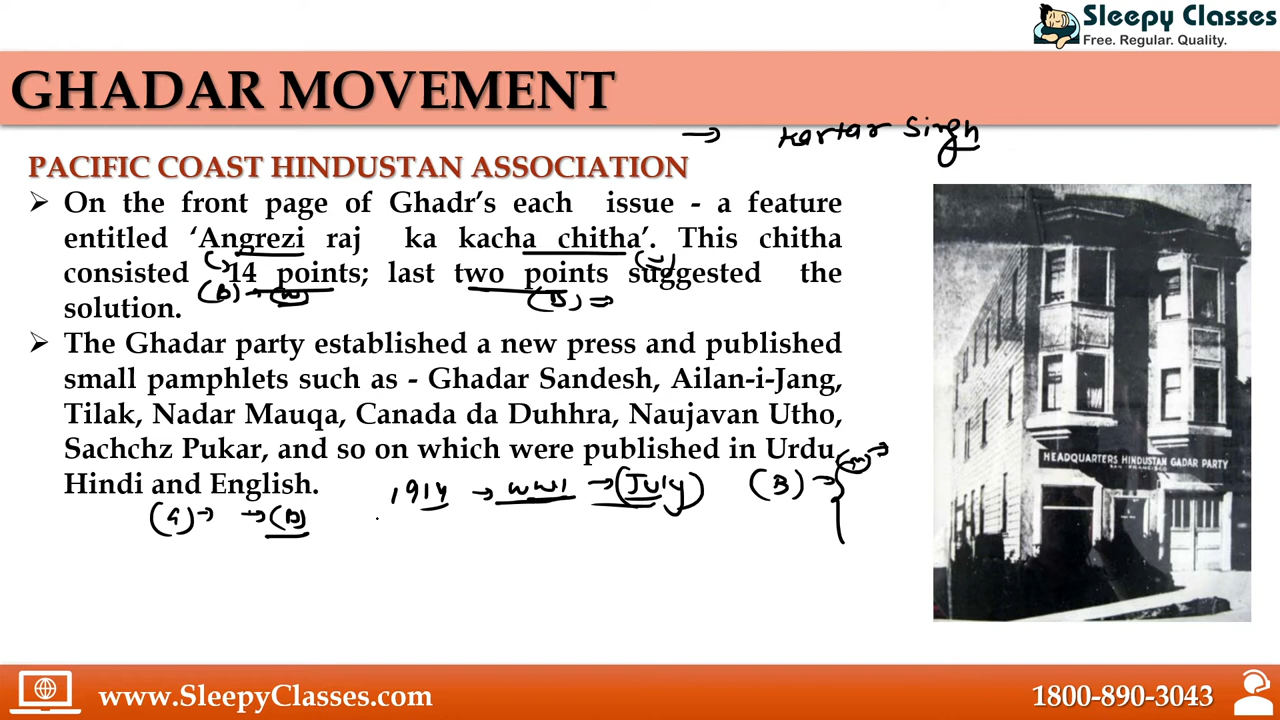 Sleepy Classes
Free. Regular. Quality.
GHADAR MOVEMENT
→ Kartar Singh
PACIFIC COAST HINDUSTAN ASSOCIATION
➢ On the front page of Ghadr's each issue - a feature
entitled ‘Angrezi raj ka kacha chitha’. This chitha
consisted 14 points; last two points suggested the
solution.
(B) → (W)
(B) ⇒
➢ The Ghadar party established a new press and published
small pamphlets such as - Ghadar Sandesh, Ailan-i-Jang,
Tilak, Nadar Mauqa, Canada da Duhhra, Naujavan Utho,
Sachchz Pukar, and so on which were published in Urdu,
Hindi and English.
1914 → WW1 → (July) (B) → (m) →
(G) → → (B)
HEADQUARTERS HINDUSTAN GADAR PARTY
SAN FRANCISCO
www.SleepyClasses.com
1800-890-3043